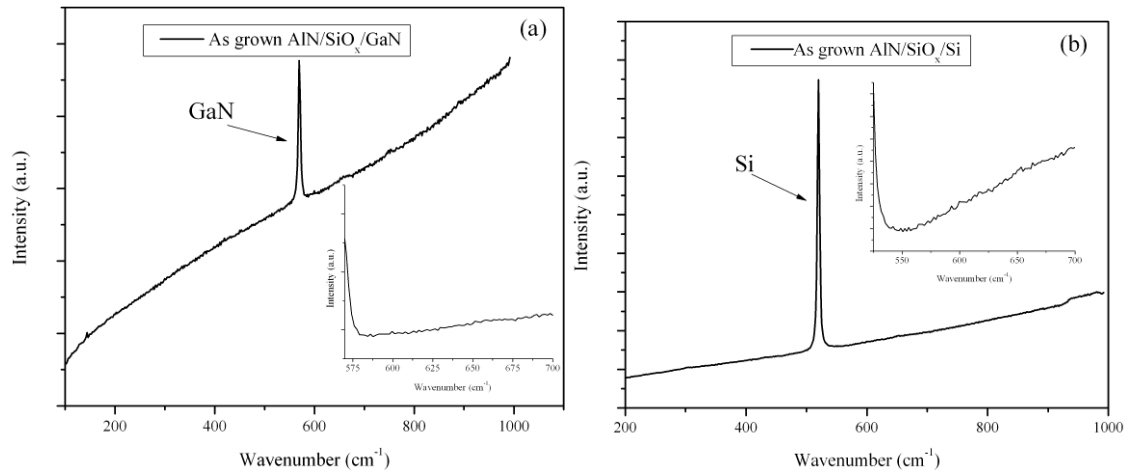 As grown AlN/SiOₓ/GaN
(a)
GaN
Intensity (a.u.)
Intensity (a.u.)
575 600 625 650 675 700
Wavenumber (cm⁻¹)
200 400 600 800 1000
Wavenumber (cm⁻¹)
As grown AlN/SiOₓ/Si
(b)
Si
Intensity (a.u.)
Intensity (a.u.)
550 600 650 700
Wavenumber (cm⁻¹)
200 400 600 800 1000
Wavenumber (cm⁻¹)